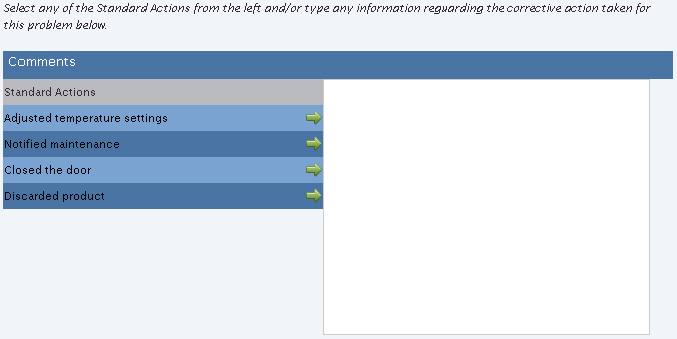 Select any of the Standard Actions from the left and/or type any information reguarding the corrective action taken for
this problem below.
Comments
Standard Actions
Adjusted temperature settings
Notified maintenance
Closed the door
Discarded product